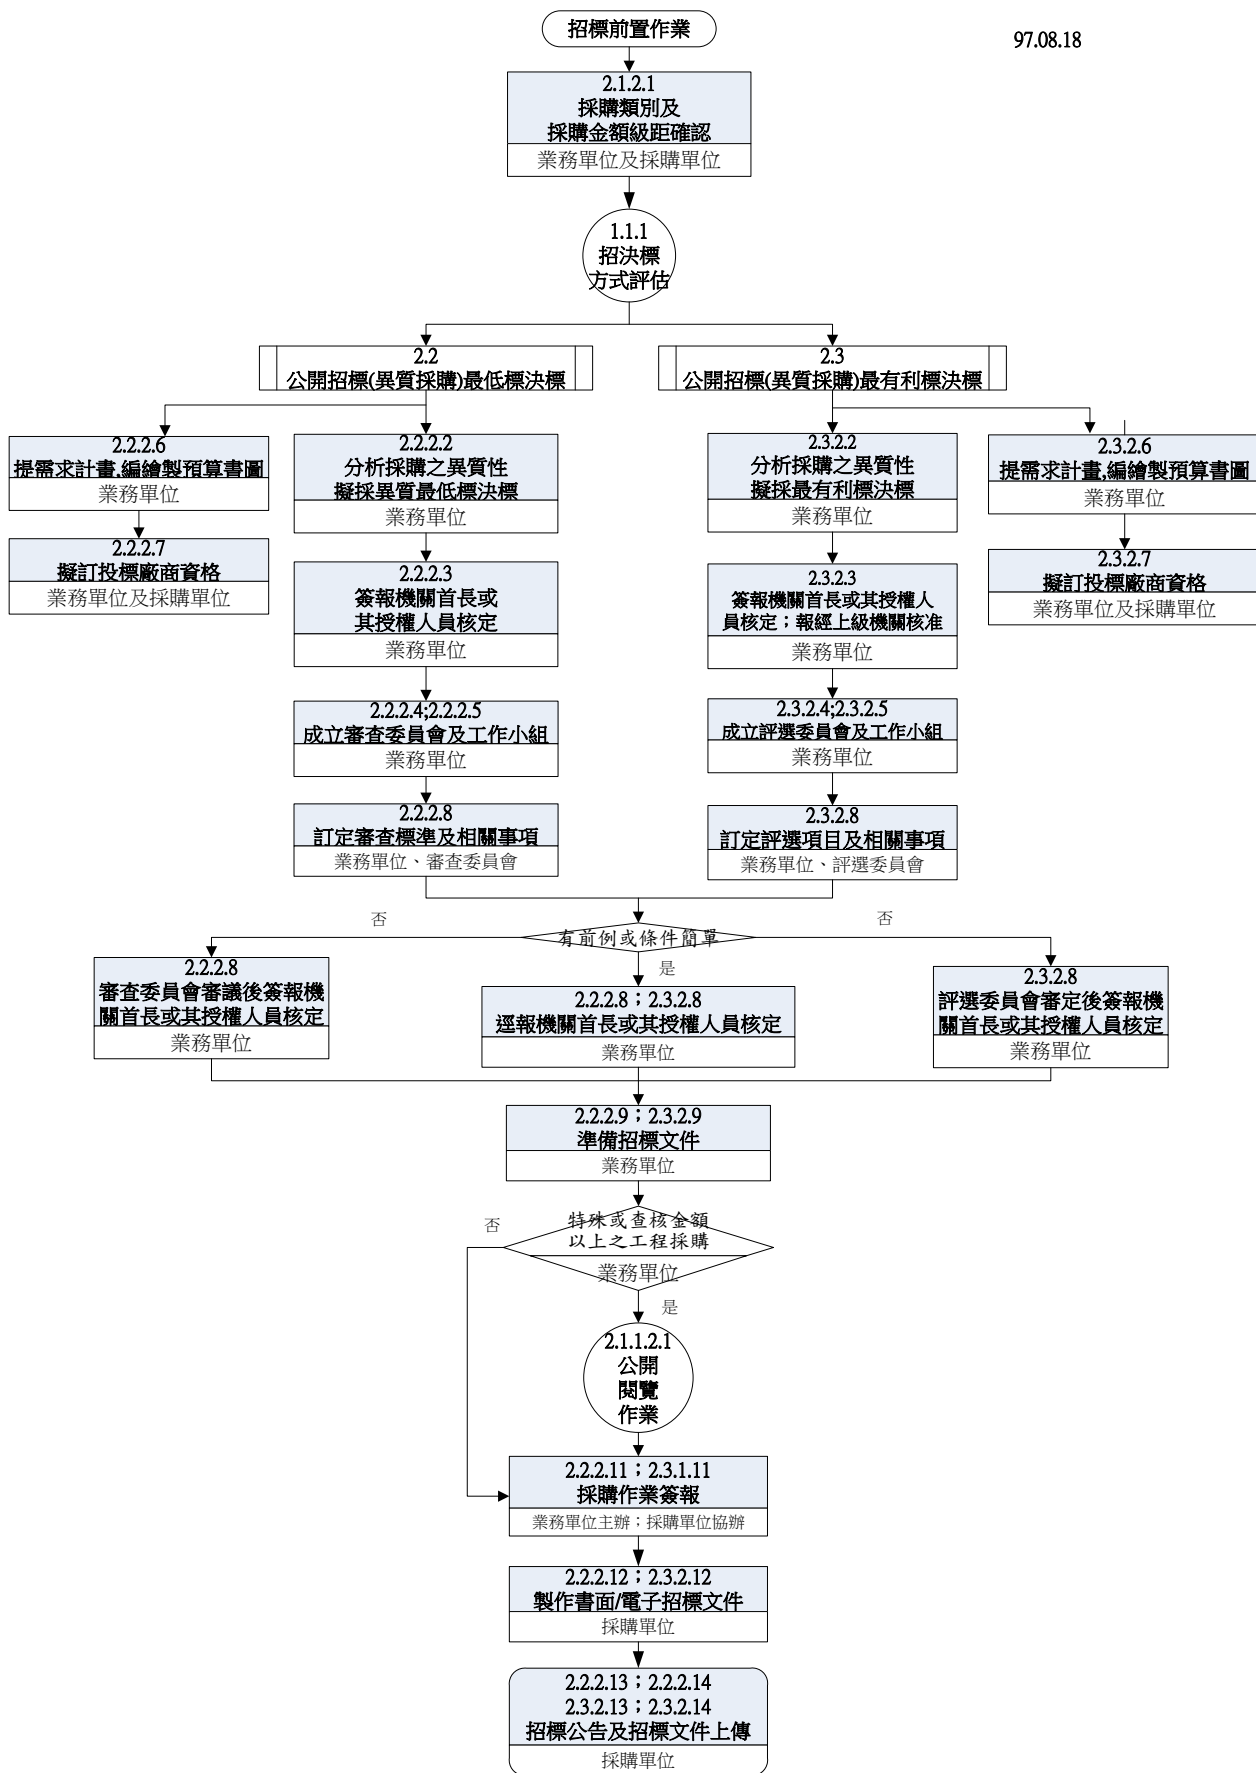 招標前置作業
97.08.18
2.1.2.1
採購類別及
採購金額級距確認
業務單位及採購單位
1.1.1
招決標
方式評估
2.2
公開招標(異質採購)最低標決標
2.3
公開招標(異質採購)最有利標決標
2.2.2.6
提需求計畫,編繪製預算書圖
業務單位
2.2.2.7
擬訂投標廠商資格
業務單位及採購單位
2.2.2.2
分析採購之異質性
擬採異質最低標決標
業務單位
2.2.2.3
簽報機關首長或
其授權人員核定
業務單位
2.2.2.4;2.2.2.5
成立審查委員會及工作小組
業務單位
2.2.2.8
訂定審查標準及相關事項
業務單位、審查委員會
2.3.2.2
分析採購之異質性
擬採最有利標決標
業務單位
2.3.2.3
簽報機關首長或其授權人
員核定；報經上級機關核准
業務單位
2.3.2.4;2.3.2.5
成立評選委員會及工作小組
業務單位
2.3.2.8
訂定評選項目及相關事項
業務單位、評選委員會
2.3.2.6
提需求計畫,編繪製預算書圖
業務單位
2.3.2.7
擬訂投標廠商資格
業務單位及採購單位
否
有前例或條件簡單
否
是
2.2.2.8
審查委員會審議後簽報機
關首長或其授權人員核定
業務單位
2.2.2.8；2.3.2.8
逕報機關首長或其授權人員核定
業務單位
2.3.2.8
評選委員會審定後簽報機
關首長或其授權人員核定
業務單位
2.2.2.9；2.3.2.9
準備招標文件
業務單位
否
特殊或查核金額
以上之工程採購
業務單位
是
2.1.1.2.1
公開
閱覽
作業
2.2.2.11；2.3.1.11
採購作業簽報
業務單位主辦；採購單位協辦
2.2.2.12；2.3.2.12
製作書面/電子招標文件
採購單位
2.2.2.13；2.2.2.14
2.3.2.13；2.3.2.14
招標公告及招標文件上傳
採購單位